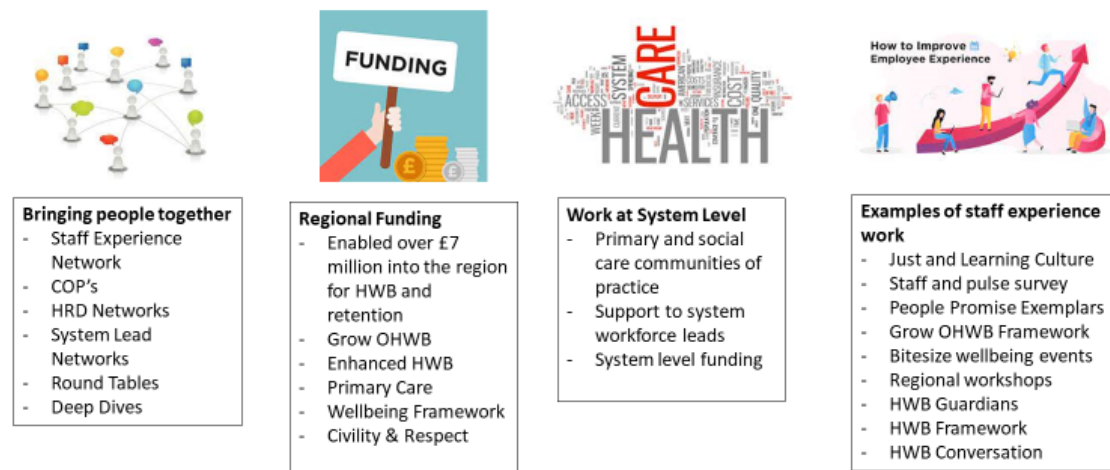 FUNDING
£
£
ACCESS
SYSTEM
CARE
SERVICES
COST
QUALITY
HEALTH
How to Improve
Employee Experience
Bringing people together
- Staff Experience
Network
- COP's
- HRD Networks
- System Lead
Networks
- Round Tables
- Deep Dives
Regional Funding
- Enabled over £7
million into the region
for HWB and
retention
- Grow OHWB
- Enhanced HWB
- Primary Care
- Wellbeing Framework
- Civility & Respect
Work at System Level
- Primary and social
care communities of
practice
- Support to system
workforce leads
- System level funding
Examples of staff experience
work
- Just and Learning Culture
- Staff and pulse survey
- People Promise Exemplars
- Grow OHWB Framework
- Bitesize wellbeing events
- Regional workshops
- HWB Guardians
- HWB Framework
- HWB Conversation